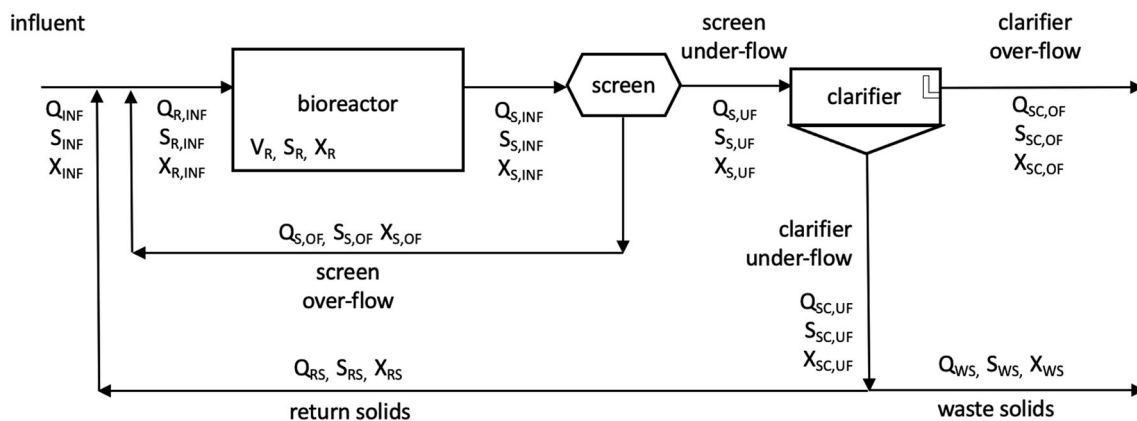 influent
Q_INF
S_INF
X_INF
Q_R,INF
S_R,INF
X_R,INF
bioreactor
V_R, S_R, X_R
Q_S,INF
S_S,INF
X_S,INF
screen
screen
under-flow
Q_S,UF
S_S,UF
X_S,UF
clarifier
clarifier
over-flow
Q_SC,OF
S_SC,OF
X_SC,OF
Q_S,OF, S_S,OF X_S,OF
screen
over-flow
clarifier
under-flow
Q_SC,UF
S_SC,UF
X_SC,UF
Q_RS, S_RS, X_RS
return solids
Q_WS, S_WS, X_WS
waste solids